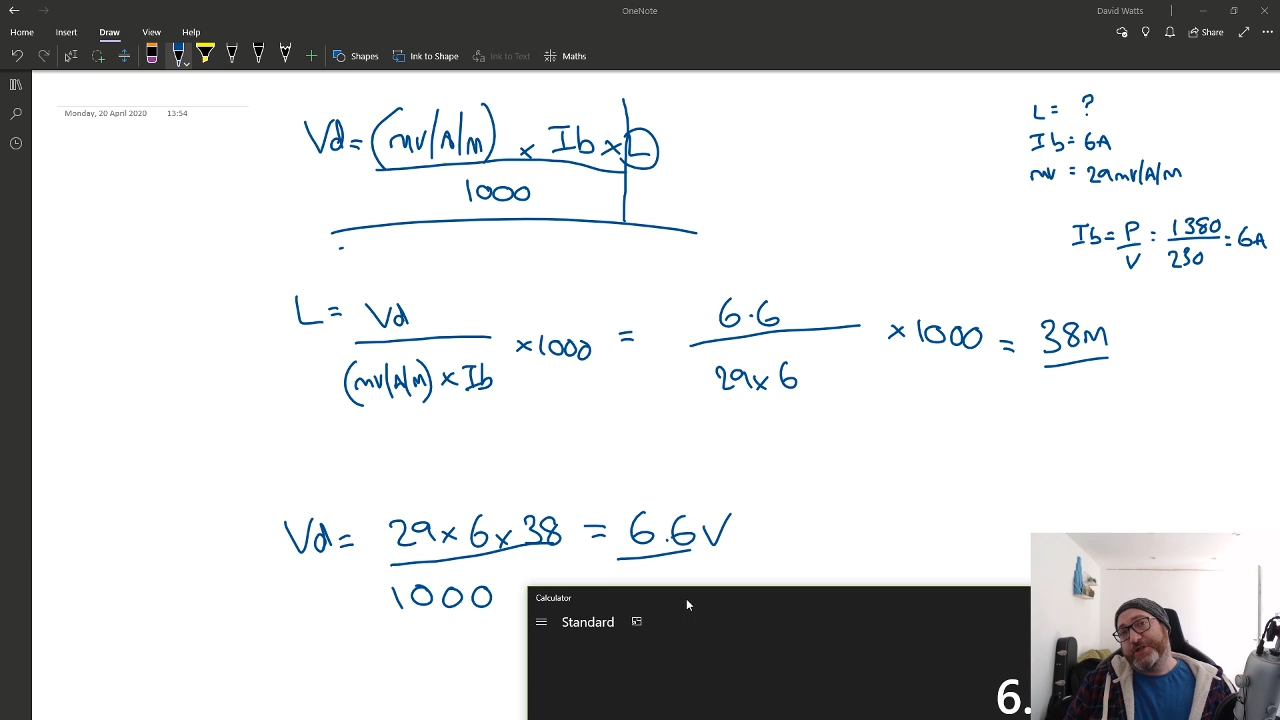 OneNote
David Watts
Home Insert Draw View Help
Share
Shapes Ink to Shape Ink to Text Maths
Monday, 20 April 2020 13:54
Vd = (mv/A/m) × Ib × L
1000
L = ?
Ib = 6A
mv = 29mv/A/m
Ib = P/V = 1380/230 = 6A
L = Vd / (mv/A/m) × Ib × 1000 = 6.6 / 29 × 6 × 1000 = 38m
Vd = 29 × 6 × 38 = 6.6V
1000
Calculator
Standard
6.